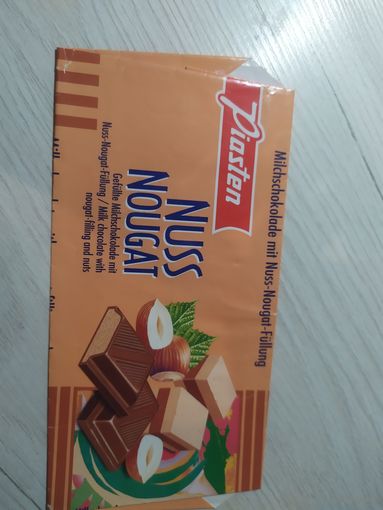 Milchschokolade mit Nuss-Nougat-Füllung
Piasten
NUSS
NOUGAT
Gefüllte Milchschokolade mit
Nuss-Nougat-Füllung / Milk chocolate with
nougat-filling and nuts